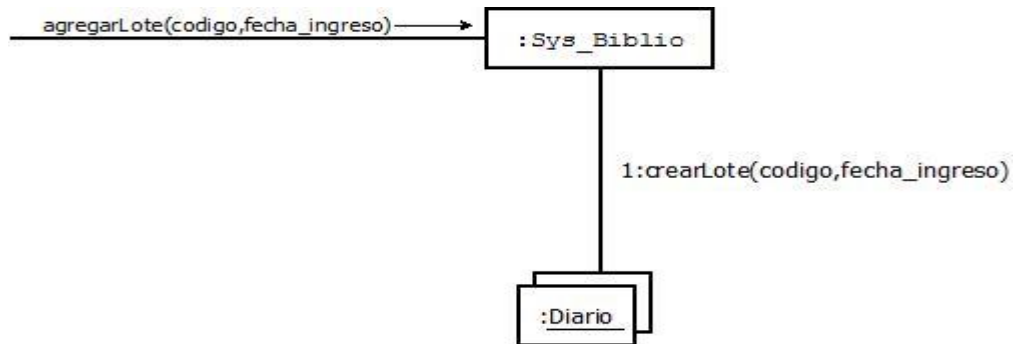 agregarLote(codigo,fecha_ingreso)
:Sys_Biblio
1:crearLote(codigo,fecha_ingreso)
:Diario